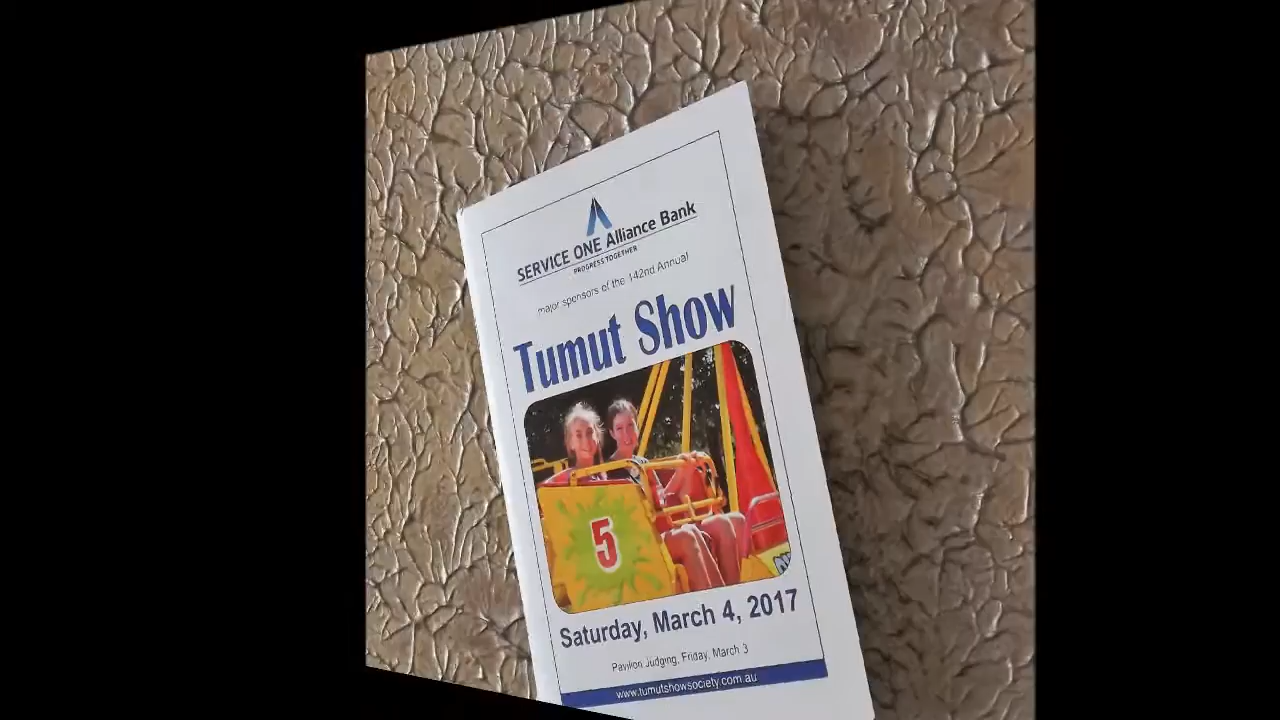 SERVICE ONE Alliance Bank
PROGRESS TOGETHER
major sponsors of the 142nd Annual
Tumut Show
5
Saturday, March 4, 2017
Pavilion Judging, Friday, March 3
www.tumutshowsociety.com.au